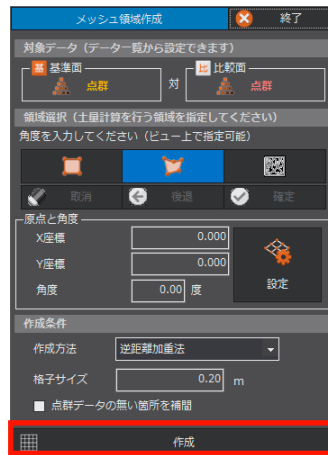 メッシュ領域作成
終了
対象データ（データ一覧から設定できます）
基 基準面
点群
対
比 比較面
点群
領域選択（土量計算を行う領域を指定してください）
角度を入力してください（ビュー上で指定可能）
取消
後退
確定
原点と角度
X座標 0.000
Y座標 0.000
角度 0.00 度
設定
作成条件
作成方法 逆距離加重法
格子サイズ 0.20 m
点群データの無い箇所を補間
作成